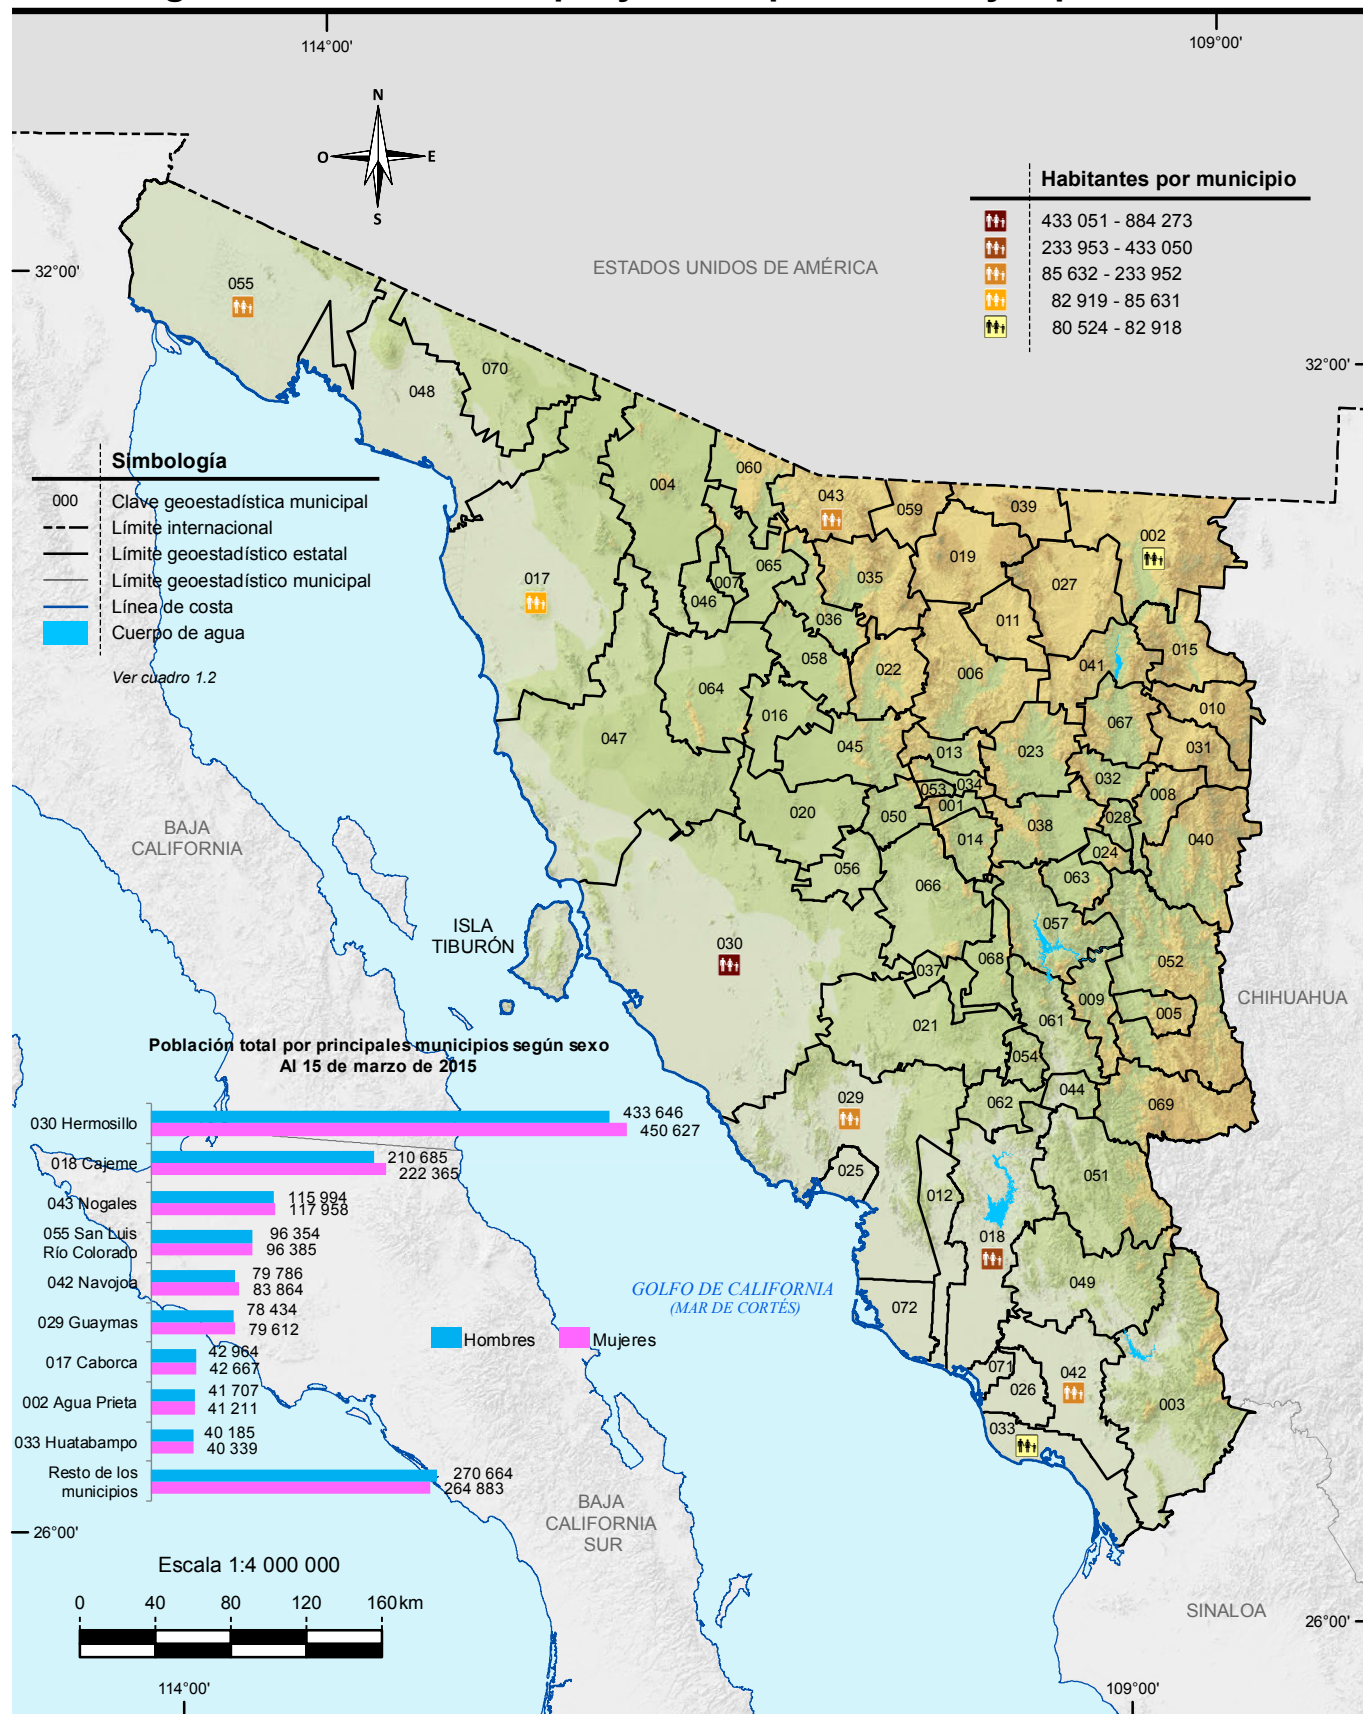 114°00'
109°00'
N
O
E
S
Habitantes por municipio
433 051 - 884 273
233 953 - 433 050
85 632 - 233 952
82 919 - 85 631
80 524 - 82 918
ESTADOS UNIDOS DE AMÉRICA
32°00'
32°00'
Simbología
000 Clave geoestadística municipal
Límite internacional
Límite geoestadístico estatal
Límite geoestadístico municipal
Línea de costa
Cuerpo de agua
Ver cuadro 1.2
055
070
048
060
004
043
059
039
002
019
065
007
035
027
017
046
011
036
015
058
022
006
041
064
010
016
067
047
045
013
023
031
053
034
032
008
001
020
050
028
038
014
024
040
056
063
066
057
030
068
052
037
009
005
021
061
054
044
029
062
069
025
051
012
018
049
072
071
042
026
003
033
BAJA
CALIFORNIA
ISLA
TIBURÓN
CHIHUAHUA
Población total por principales municipios según sexo
Al 15 de marzo de 2015
030 Hermosillo
433 646
450 627
018 Cajeme
210 685
222 365
043 Nogales
115 994
117 958
055 San Luis
Río Colorado
96 354
96 385
042 Navojoa
79 786
83 864
029 Guaymas
78 434
79 612
017 Caborca
42 964
42 667
002 Agua Prieta
41 707
41 211
033 Huatabampo
40 185
40 339
Resto de los
municipios
270 664
264 883
Hombres
Mujeres
GOLFO DE CALIFORNIA
(MAR DE CORTÉS)
BAJA
CALIFORNIA
SUR
SINALOA
26°00'
26°00'
Escala 1:4 000 000
0 40 80 120 160 km
114°00'
109°00'